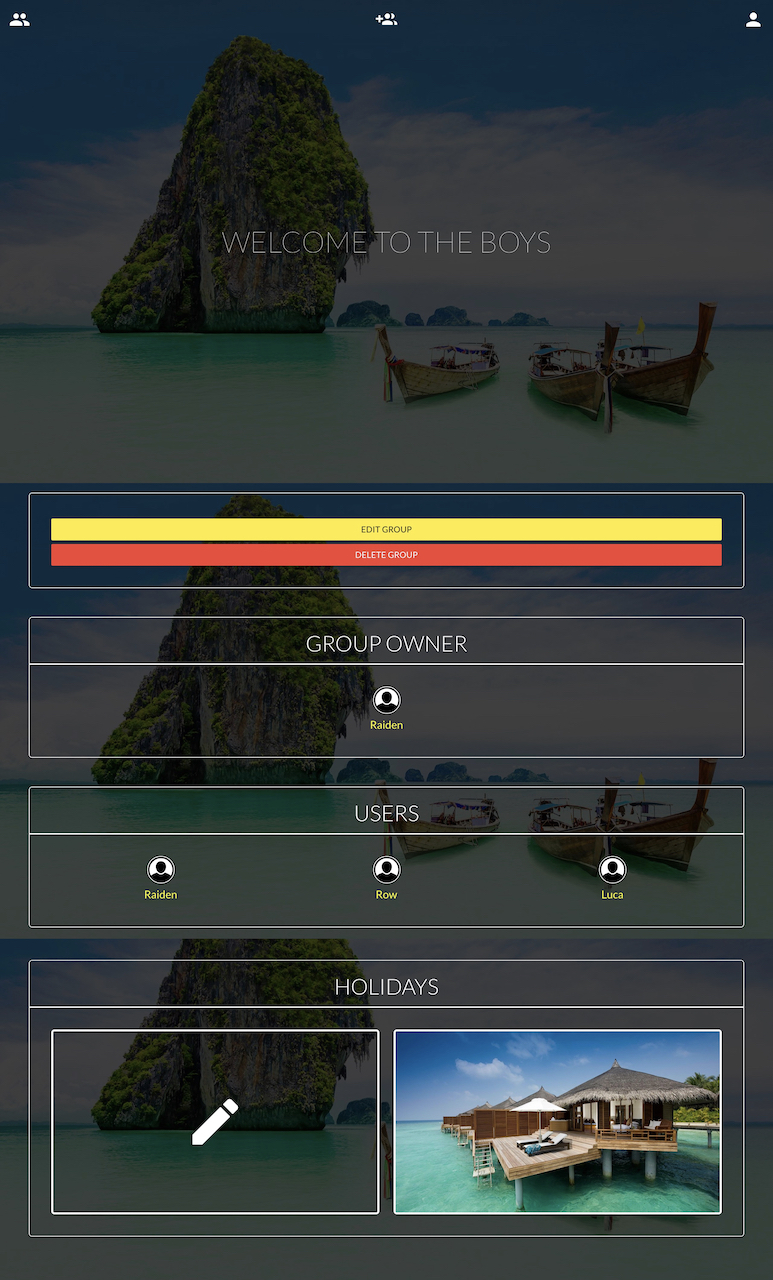 WELCOME TO THE BOYS
EDIT GROUP
DELETE GROUP
GROUP OWNER
Raiden
USERS
Raiden Row Luca
HOLIDAYS